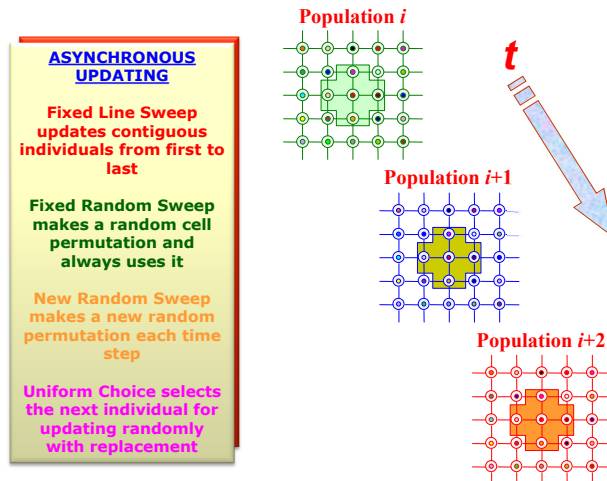 ASYNCHRONOUS
UPDATING
Fixed Line Sweep
updates contiguous
individuals from first to
last
Fixed Random Sweep
makes a random cell
permutation and
always uses it
New Random Sweep
makes a new random
permutation each time
step
Uniform Choice selects
the next individual for
updating randomly
with replacement
Population i
t
Population i+1
Population i+2